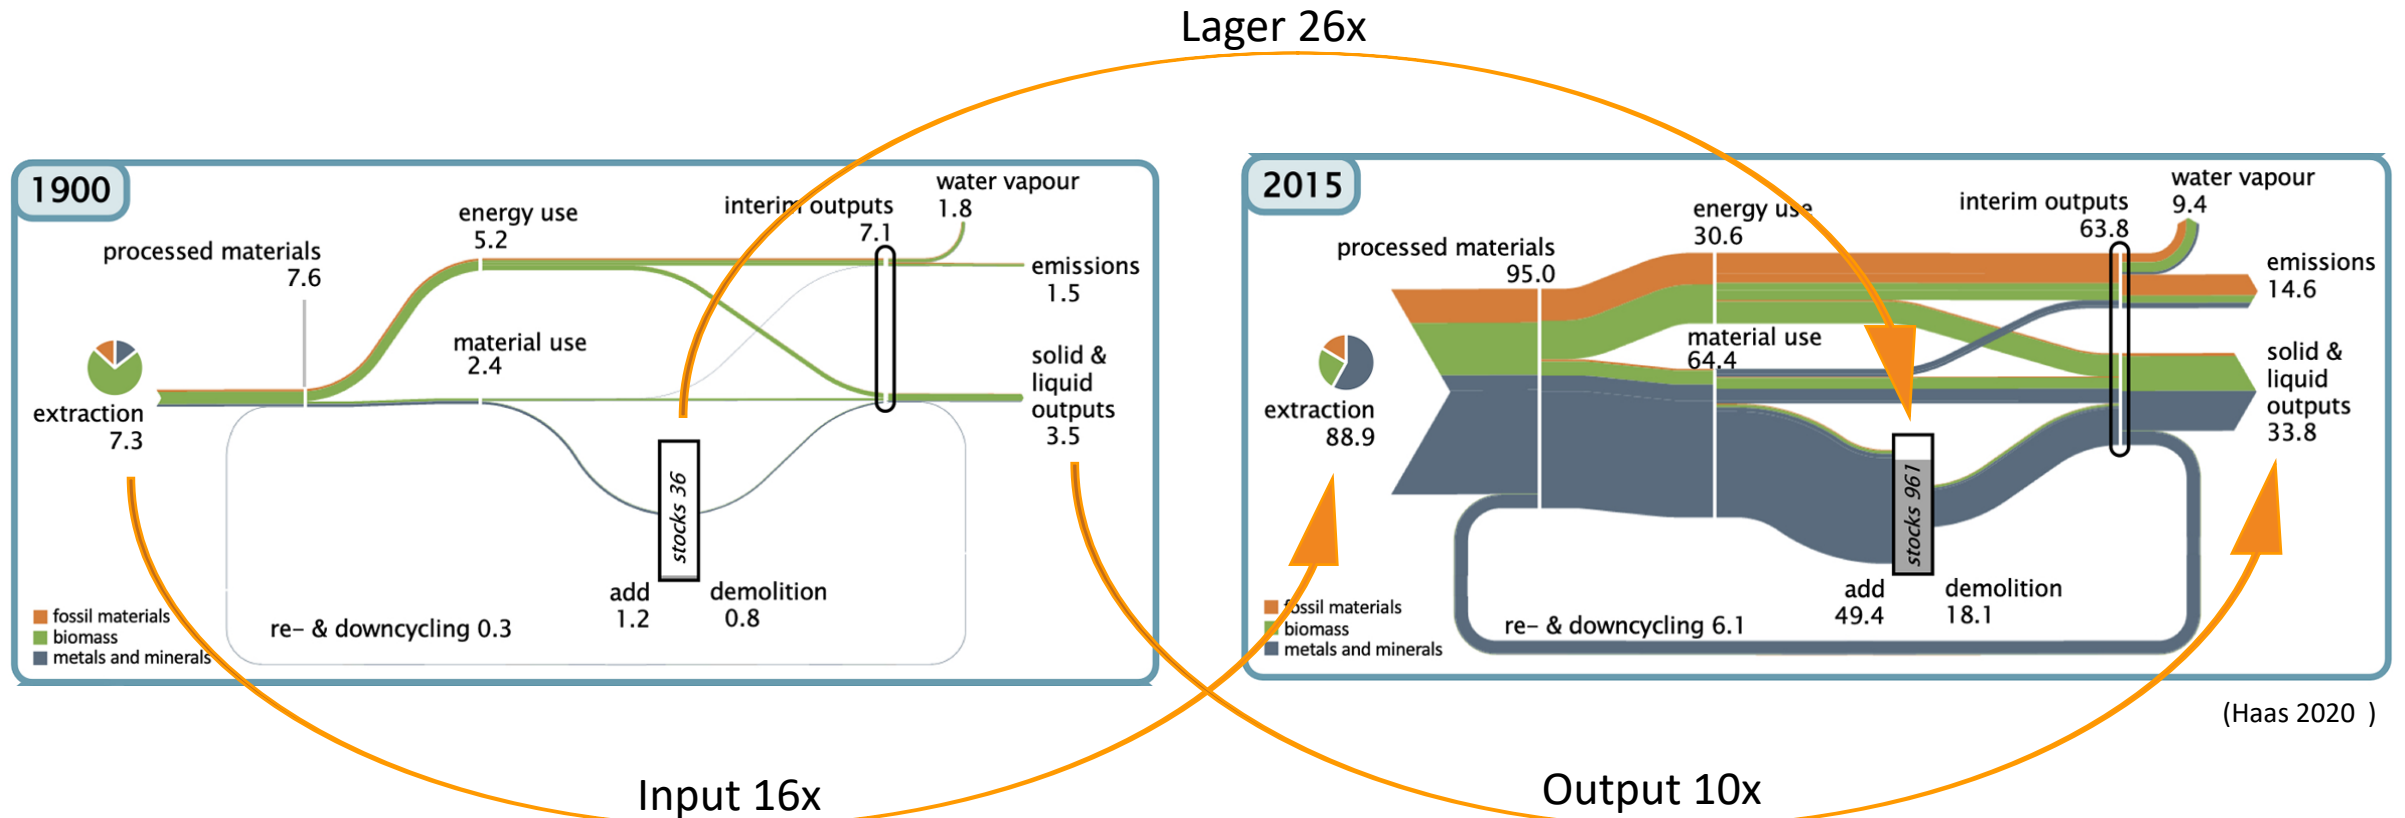 Lager 26x
1900
processed materials
7.6
energy use
5.2
interim outputs
7.1
water vapour
1.8
emissions
1.5
material use
2.4
extraction
7.3
solid &
liquid
outputs
3.5
stocks 36
add
1.2
demolition
0.8
re- & downcycling 0.3
fossil materials
biomass
metals and minerals
2015
processed materials
95.0
energy use
30.6
interim outputs
63.8
water vapour
9.4
emissions
14.6
material use
64.4
extraction
88.9
solid &
liquid
outputs
33.8
stocks 961
add
49.4
demolition
18.1
re- & downcycling 6.1
fossil materials
biomass
metals and minerals
(Haas 2020 )
Input 16x
Output 10x